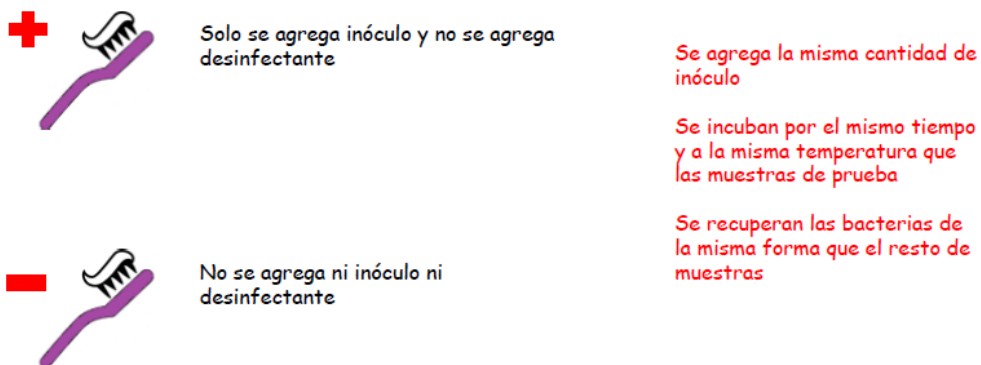 Solo se agrega inóculo y no se agrega
desinfectante
Se agrega la misma cantidad de
inóculo
Se incuban por el mismo tiempo
y a la misma temperatura que
las muestras de prueba
Se recuperan las bacterias de
la misma forma que el resto de
muestras
No se agrega ni inóculo ni
desinfectante